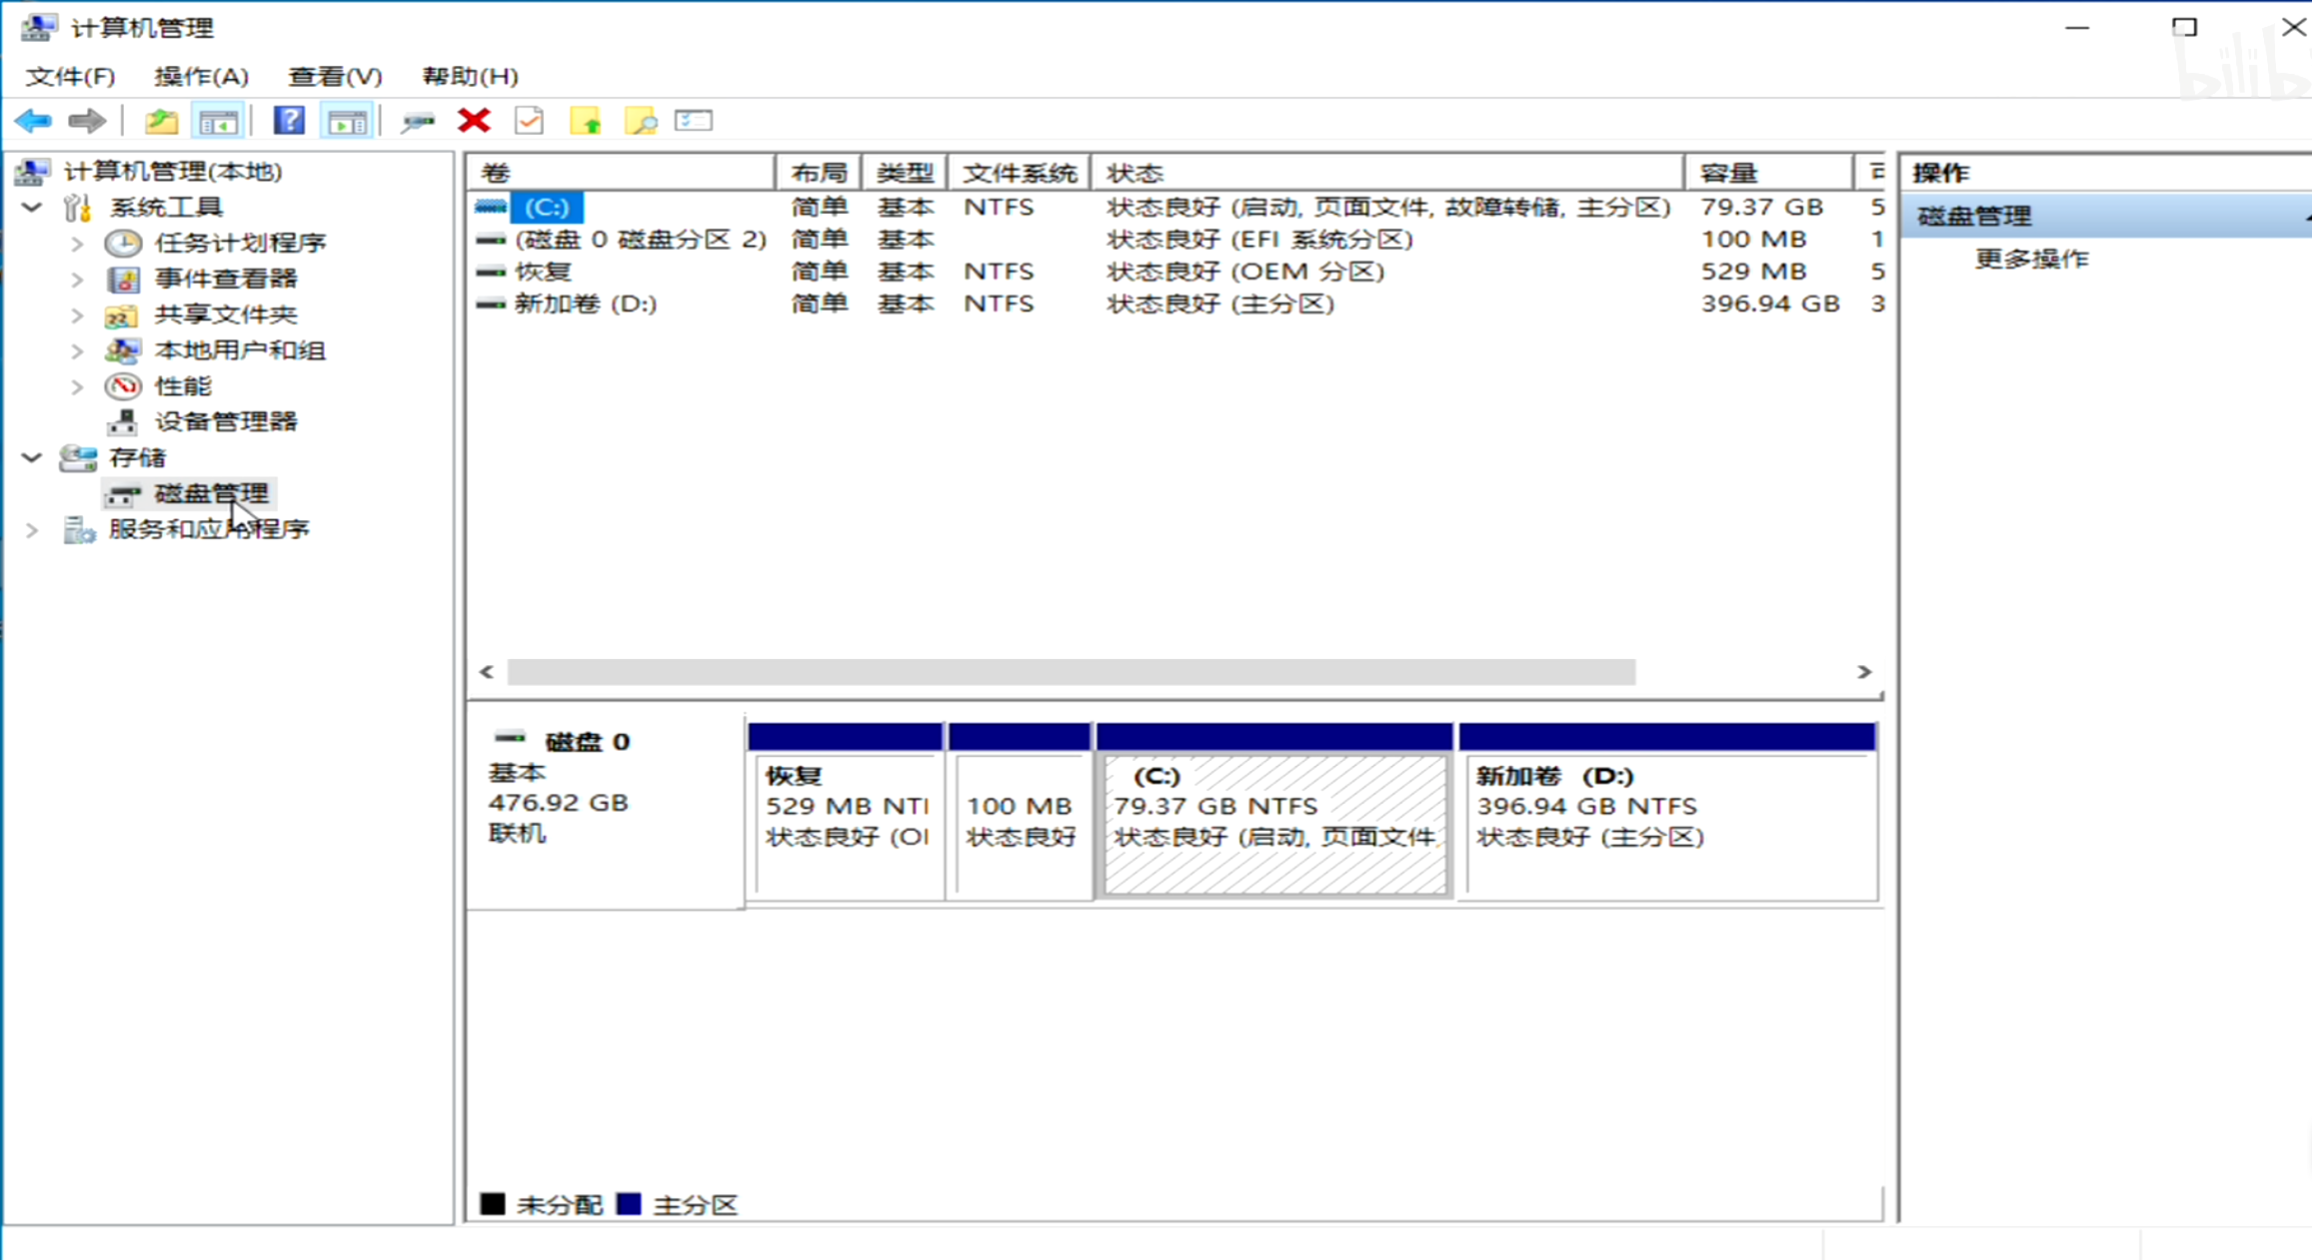 计算机管理
文件(F) 操作(A) 查看(V) 帮助(H)
计算机管理(本地)
系统工具
任务计划程序
事件查看器
共享文件夹
本地用户和组
性能
设备管理器
存储
磁盘管理
服务和应用程序
卷 布局 类型 文件系统 状态 容量
(C:) 简单 基本 NTFS 状态良好 (启动, 页面文件, 故障转储, 主分区) 79.37 GB 5
(磁盘 0 磁盘分区 2) 简单 基本 状态良好 (EFI 系统分区) 100 MB 1
恢复 简单 基本 NTFS 状态良好 (OEM 分区) 529 MB 5
新加卷 (D:) 简单 基本 NTFS 状态良好 (主分区) 396.94 GB 3
磁盘 0
基本
476.92 GB
联机
恢复
529 MB NTI
状态良好 (OI
100 MB
状态良好
(C:)
79.37 GB NTFS
状态良好 (启动, 页面文件,
新加卷 (D:)
396.94 GB NTFS
状态良好 (主分区)
未分配 主分区
操作
磁盘管理
更多操作
bilib